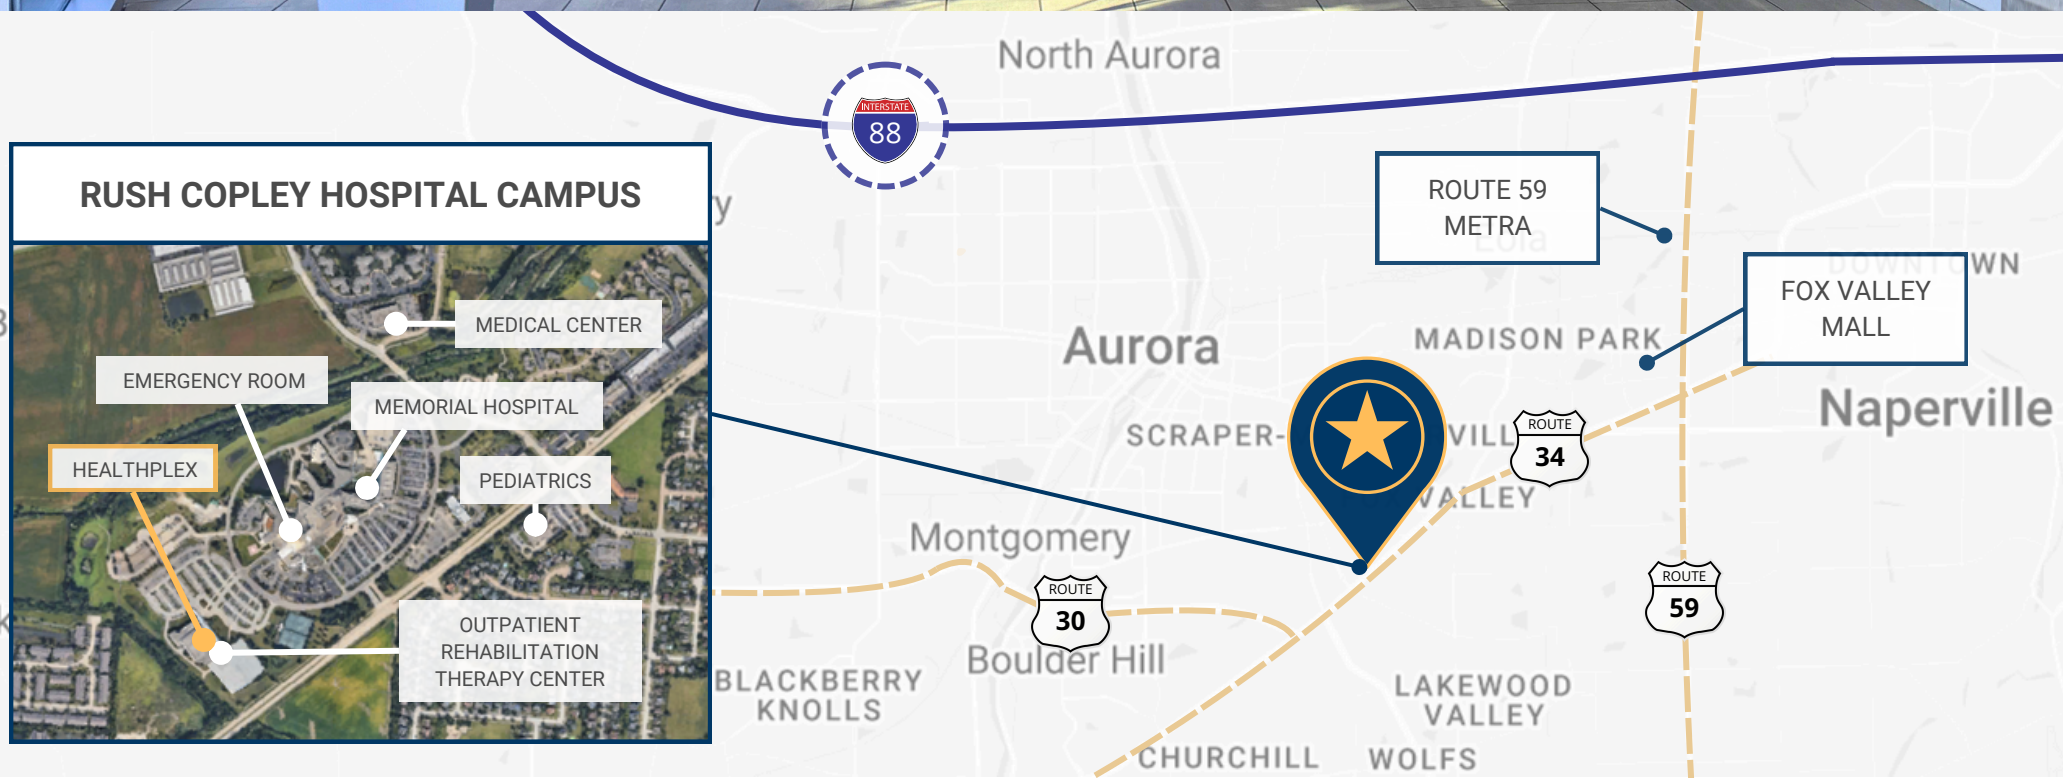 North Aurora
INTERSTATE
88
RUSH COPLEY HOSPITAL CAMPUS
MEDICAL CENTER
EMERGENCY ROOM
MEMORIAL HOSPITAL
HEALTHPLEX
PEDIATRICS
OUTPATIENT
REHABILITATION
THERAPY CENTER
ROUTE 59
METRA
Eola
DOWNTOWN
FOX VALLEY
MALL
MADISON PARK
Aurora
Naperville
SCRAPER-
VILL
ROUTE
34
VALLEY
Montgomery
ROUTE
30
ROUTE
59
Boulder Hill
BLACKBERRY
KNOLLS
LAKEWOOD
VALLEY
CHURCHILL
WOLFS